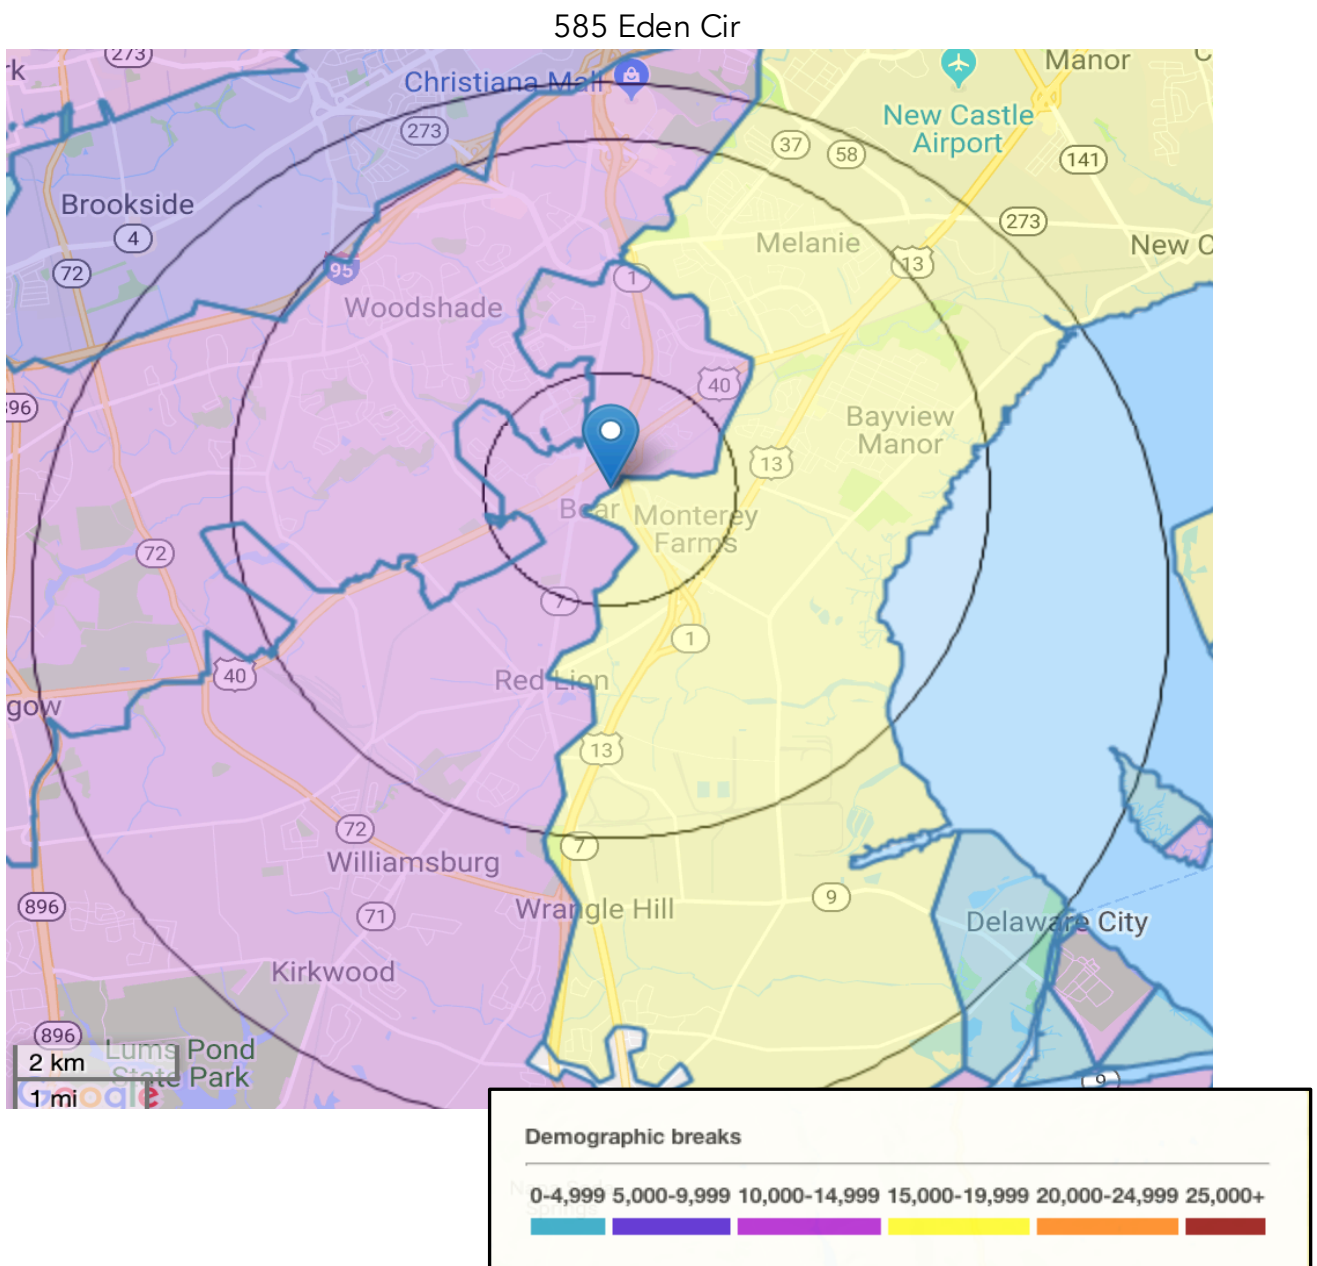 585 Eden Cir
273
rk
Christiana Mall
Manor
C
New Castle
Airport
273
37
58
141
Brookside
4
72
273
Melanie
New C
13
1
95
Woodshade
40
896
Bayview
Manor
13
Bear
Monterey
Farms
72
7
1
Red Lion
40
gow
13
72
7
Williamsburg
9
896
71
Wrangle Hill
Delaware City
Kirkwood
896
Lums Pond
State Park
2 km
1 mi
Google
9
Demographic breaks
0-4,999 5,000-9,999 10,000-14,999 15,000-19,999 20,000-24,999 25,000+